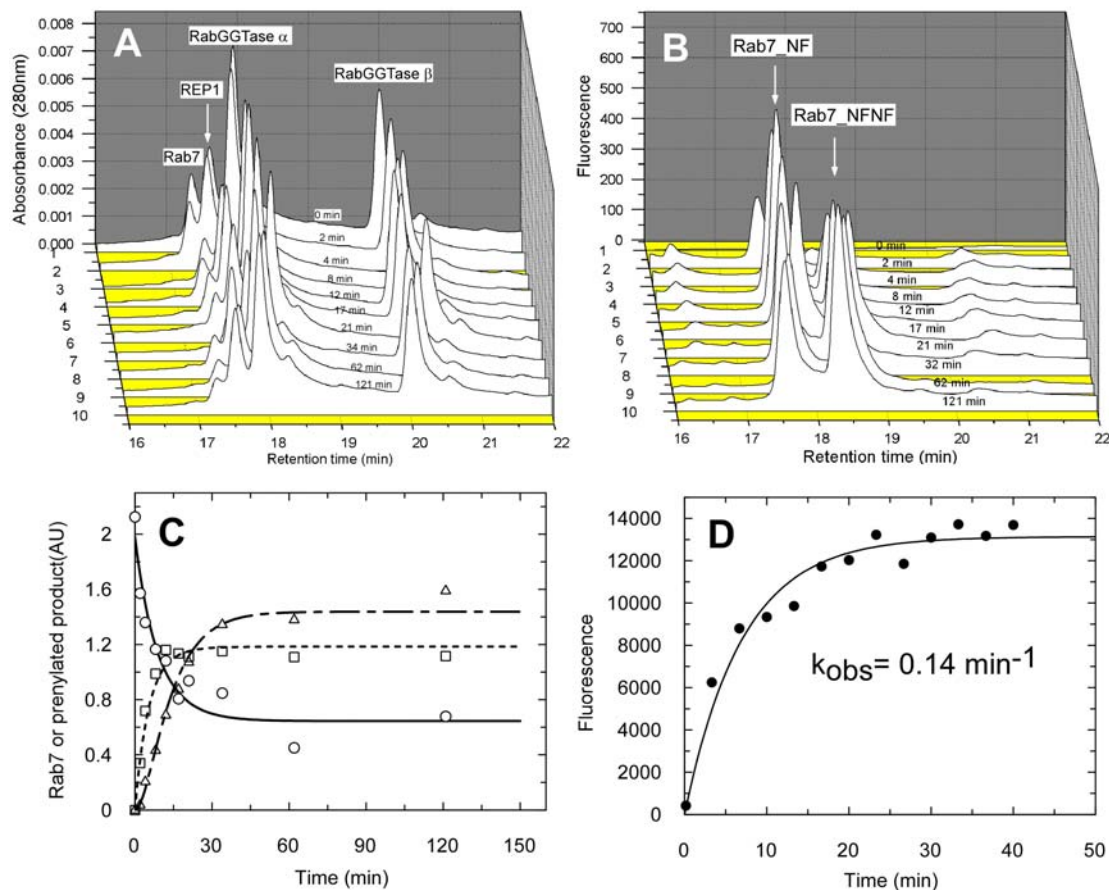 A
Abosorbance (280nm)
0.008
0.007
0.006
0.005
0.004
0.003
0.002
0.001
0.000
RabGGTase α
RabGGTase β
REP1
Rab7
0 min
2 min
4 min
8 min
12 min
17 min
21 min
34 min
62 min
121 min
1
2
3
4
5
6
7
8
9
10
16 17 18 19 20 21 22
Retention time (min)
B
Fluorescence
700
600
500
400
300
200
100
0
Rab7_NF
Rab7_NFNF
0 min
2 min
4 min
8 min
12 min
17 min
21 min
32 min
62 min
121 min
1
2
3
4
5
6
7
8
9
10
16 17 18 19 20 21 22
Retention time (min)
C
Rab7 or prenylated product(AU)
2
1.6
1.2
0.8
0.4
0
0 30 60 90 120 150
Time (min)
D
Fluorescence
14000
12000
10000
8000
6000
4000
2000
0
kobs= 0.14 min-1
0 10 20 30 40 50
Time (min)